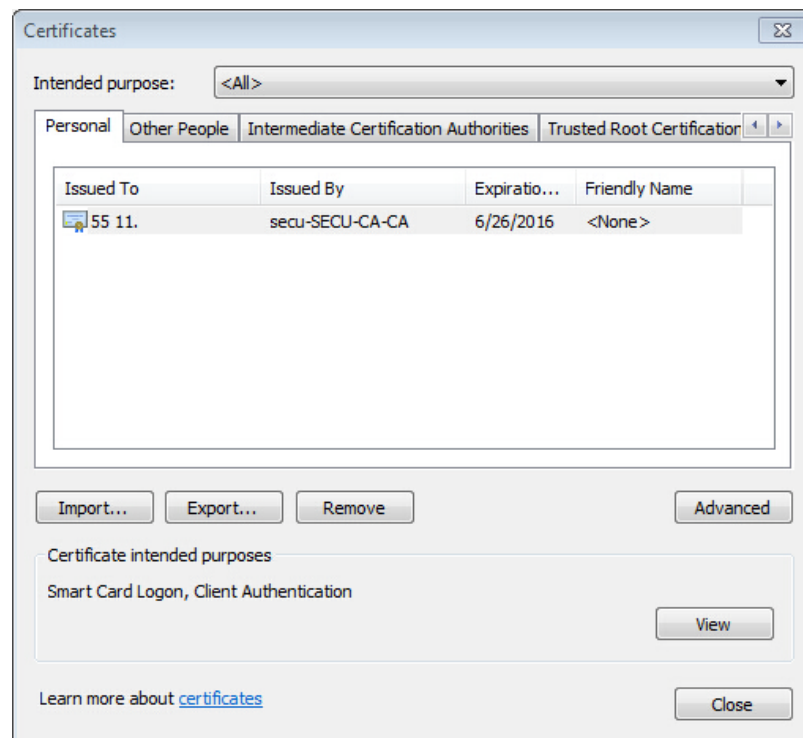 Certificates
Intended purpose: <All>
Personal Other People Intermediate Certification Authorities Trusted Root Certification
Issued To Issued By Expiratio... Friendly Name
55 11. secu-SECU-CA-CA 6/26/2016 <None>
Import... Export... Remove Advanced
Certificate intended purposes
Smart Card Logon, Client Authentication
View
Learn more about certificates
Close